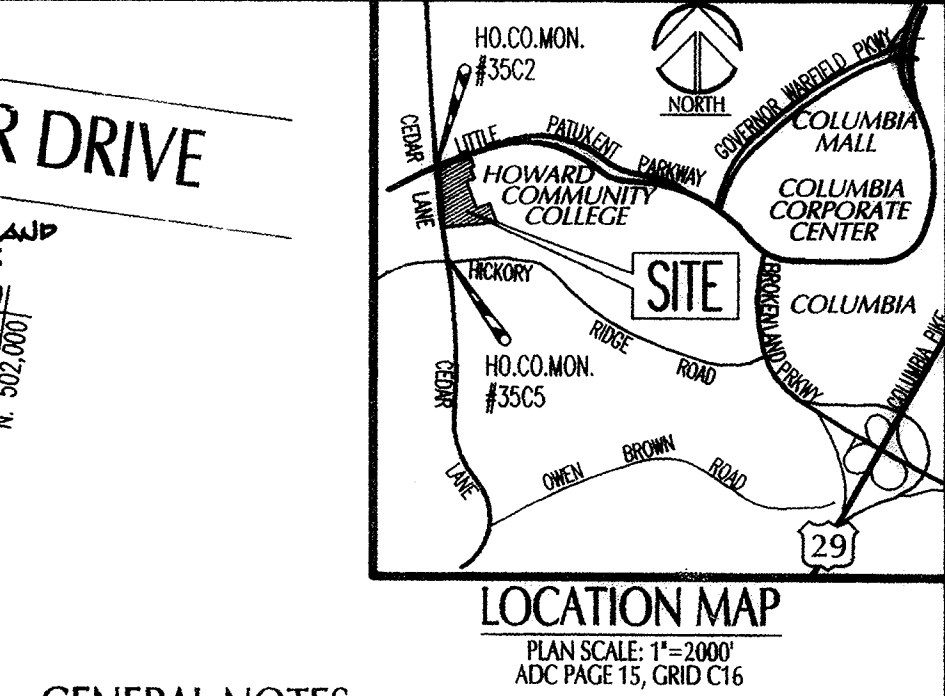 R DRIVE
AND
N. 502,000
HO.CO.MON.
#35C2
NORTH
GOVERNOR WARFIELD PKWY
COLUMBIA
MALL
CEDAR
LANE
LITTLE
PATUXENT
PARKWAY
HOWARD
COMMUNITY
COLLEGE
COLUMBIA
CORPORATE
CENTER
SITE
HICKORY
RIDGE
ROAD
BROKENLAND PRKWY
COLUMBIA
COLUMBIA PIKE
HO.CO.MON.
#35C5
CEDAR
LANE
OWEN
BROWN
ROAD
29
LOCATION MAP
PLAN SCALE: 1"=2000'
ADC PAGE 15, GRID C16
GENERAL NOTES